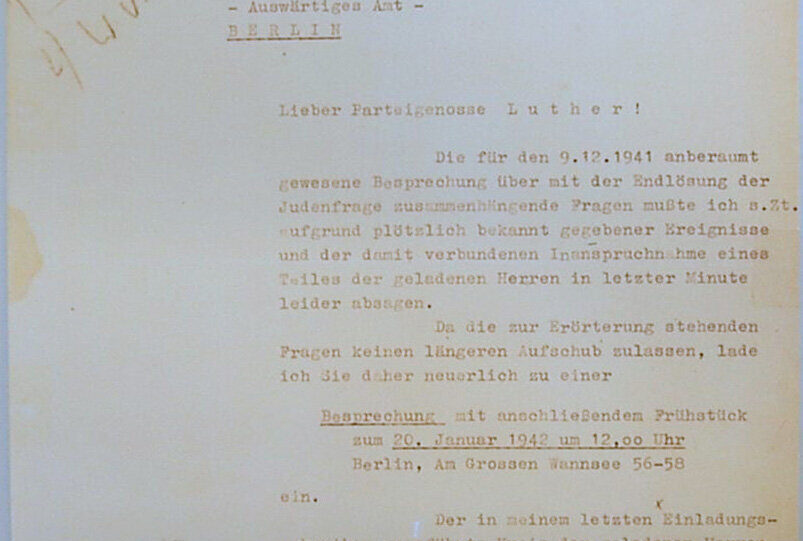 - Auswärtiges Amt -
B E R L I N
Lieber Parteigenosse L u t h e r !
Die für den 9.12.1941 anberaumt
gewesene Besprechung über mit der Endlösung der
Judenfrage zusammenhängende Fragen mußte ich s.Zt.
aufgrund plötzlich bekannt gegebener Ereignisse
und der damit verbundenen Inanspruchnahme eines
Teiles der geladenen Herren in letzter Minute
leider absagen.
Da die zur Erörterung stehenden
Fragen keinen längeren Aufschub zulassen, lade
ich Sie daher neuerlich zu einer
Besprechung mit anschließendem Frühstück
zum 20. Januar 1942 um 12,oo Uhr
Berlin, Am Grossen Wannsee 56-58
ein.
Der in meinem letzten Einladungs-